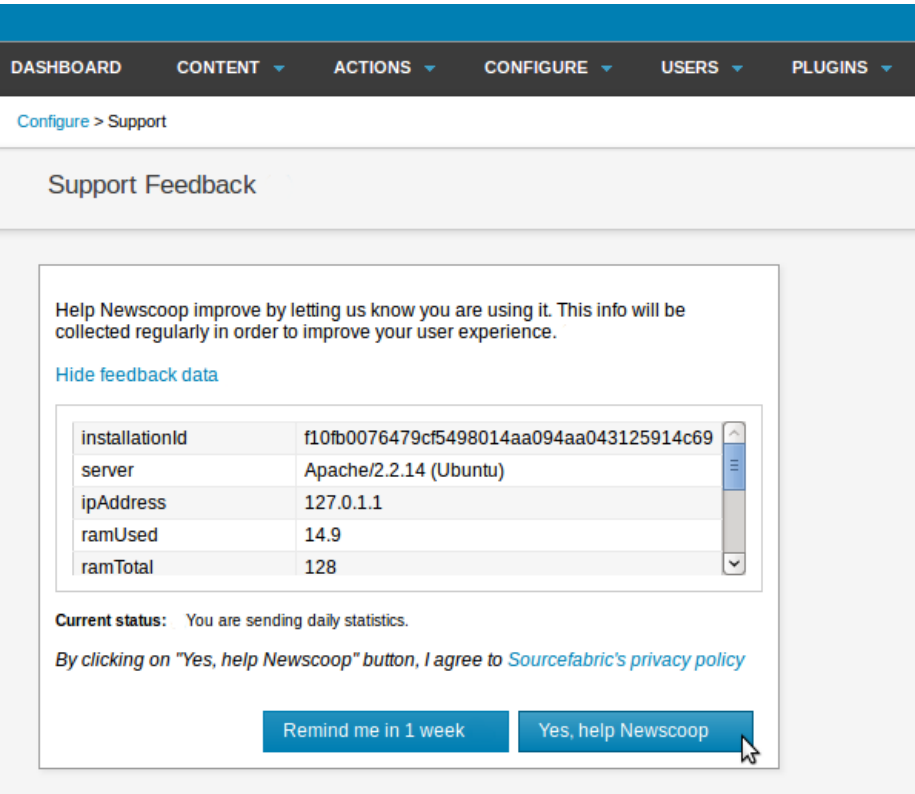 DASHBOARD CONTENT ACTIONS CONFIGURE USERS PLUGINS
Configure > Support
Support Feedback
Help Newscoop improve by letting us know you are using it. This info will be
collected regularly in order to improve your user experience.
Hide feedback data
installationId f10fb0076479cf5498014aa094aa043125914c69
server Apache/2.2.14 (Ubuntu)
ipAddress 127.0.1.1
ramUsed 14.9
ramTotal 128
Current status: You are sending daily statistics.
By clicking on "Yes, help Newscoop" button, I agree to Sourcefabric's privacy policy
Remind me in 1 week Yes, help Newscoop